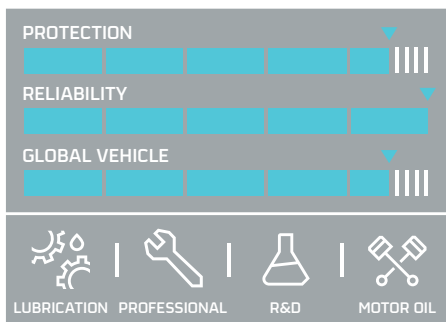 PROTECTION
RELIABILITY
GLOBAL VEHICLE
LUBRICATION PROFESSIONAL R&D MOTOR OIL